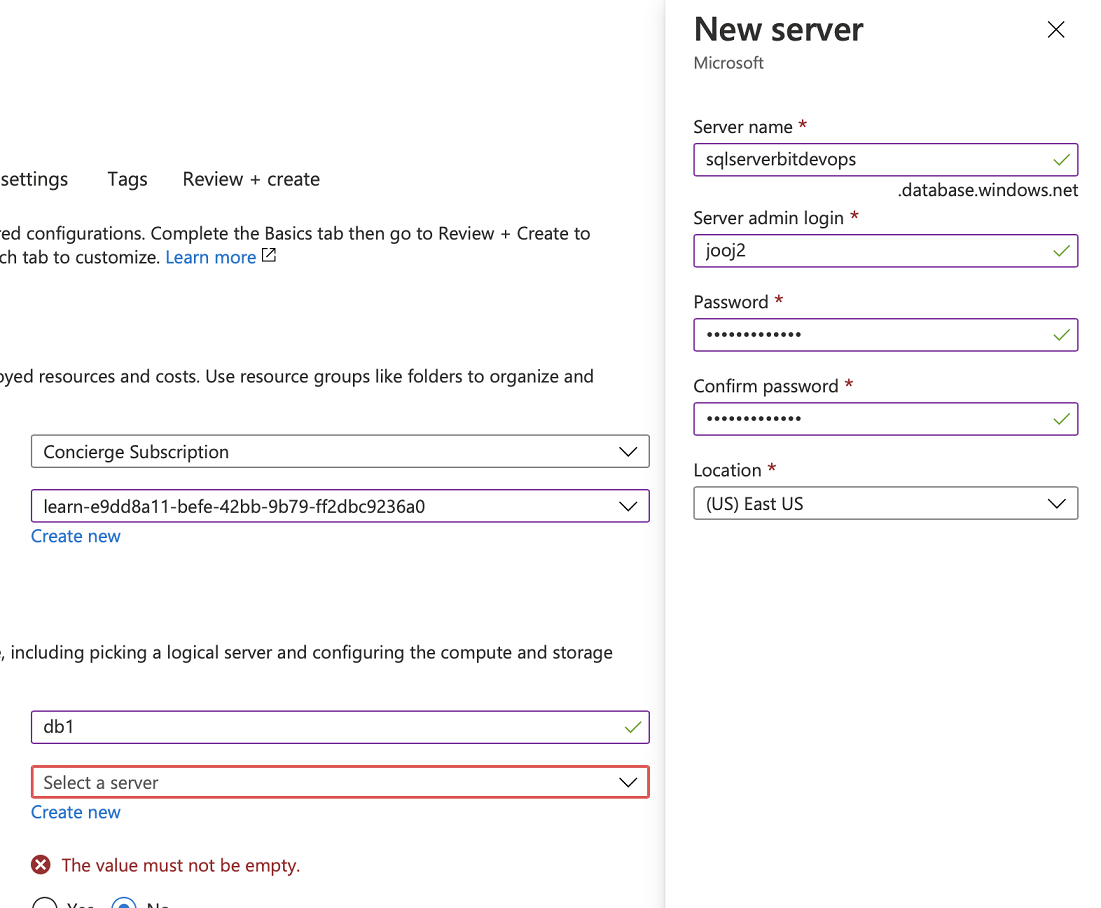 settings Tags Review + create
red configurations. Complete the Basics tab then go to Review + Create to
ch tab to customize. Learn more
oyed resources and costs. Use resource groups like folders to organize and
Concierge Subscription
learn-e9dd8a11-befe-42bb-9b79-ff2dbc9236a0
Create new
e, including picking a logical server and configuring the compute and storage
db1
Select a server
Create new
The value must not be empty.
Yes No
New server
Microsoft
Server name *
sqlserverbitdevops
.database.windows.net
Server admin login *
jooj2
Password *
•••••••••••••
Confirm password *
•••••••••••••
Location *
(US) East US